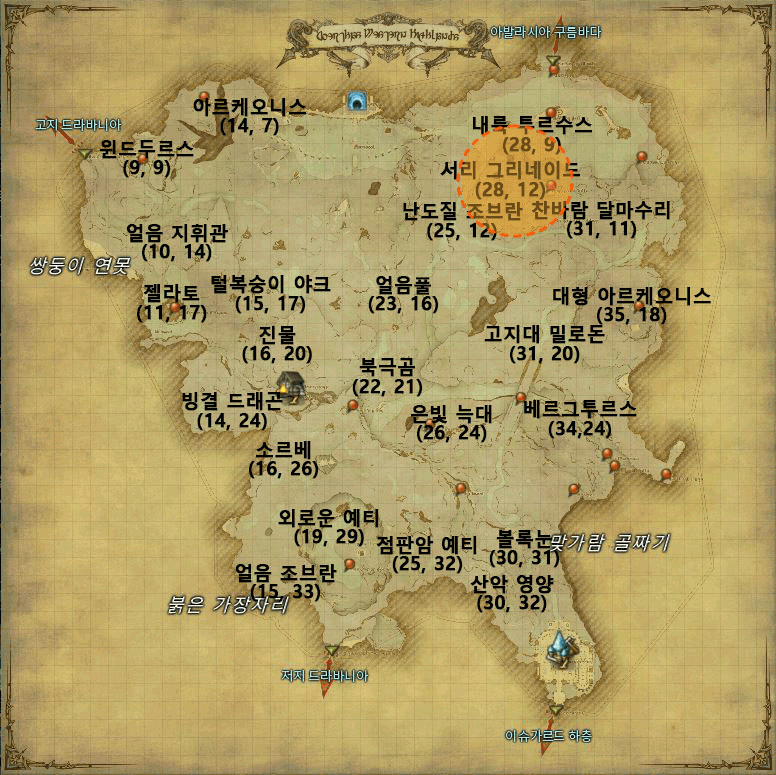 아발라시아 구름바다
Coerthas Western Highlands
아르케오니스
(14, 7)
고지 드라바니아
내륙 투르수스
(28, 9)
윈드두르스
(9, 9)
서리 그리네이드
(28, 12)
난도질 조브란
(25, 12)
찬바람 달마수리
(31, 11)
얼음 지휘관
(10, 14)
쌍둥이 연못
젤라토
(11, 17)
털복숭이 야크
(15, 17)
얼음풀
(23, 16)
대형 아르케오니스
(35, 18)
진물
(16, 20)
고지대 밀로돈
(31, 20)
북극곰
(22, 21)
빙결 드래곤
(14, 24)
은빛 늑대
(26, 24)
베르그투르스
(34,24)
소르베
(16, 26)
외로운 예티
(19, 29)
점판암 예티
(25, 32)
볼록눈
(30, 31)
맞가람 골짜기
얼음 조브란
(15, 33)
산악 영양
(30, 32)
붉은 가장자리
저지 드라바니아
이슈가르드 하층